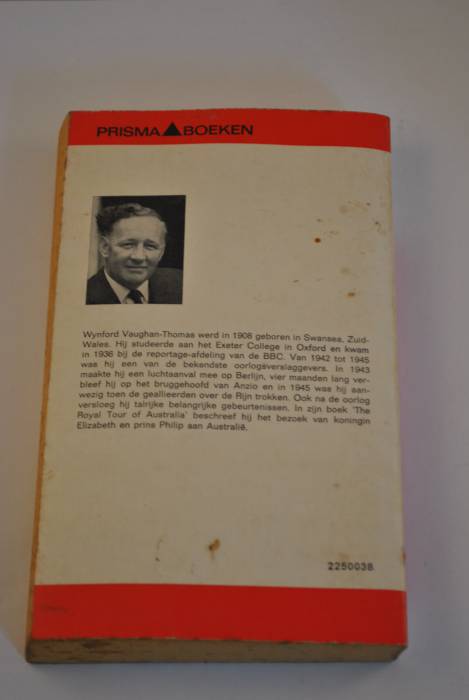 PRISMA BOEKEN
Wynford Vaughan-Thomas werd in 1908 geboren in Swansea, Zuid-
Wales. Hij studeerde aan het Exeter College in Oxford en kwam
in 1936 bij de reportage-afdeling van de BBC. Van 1942 tot 1945
was hij een van de bekendste oorlogsverslaggevers. In 1943
maakte hij een luchtaanval mee op Berlijn, vier maanden lang ver-
bleef hij op het bruggehoofd van Anzio en in 1945 was hij aan-
wezig toen de geallieerden over de Rijn trokken. Ook na de oorlog
versloeg hij talrijke belangrijke gebeurtenissen. In zijn boek 'The
Royal Tour of Australia' beschreef hij het bezoek van koningin
Elizabeth en prins Philip aan Australië.
2250038